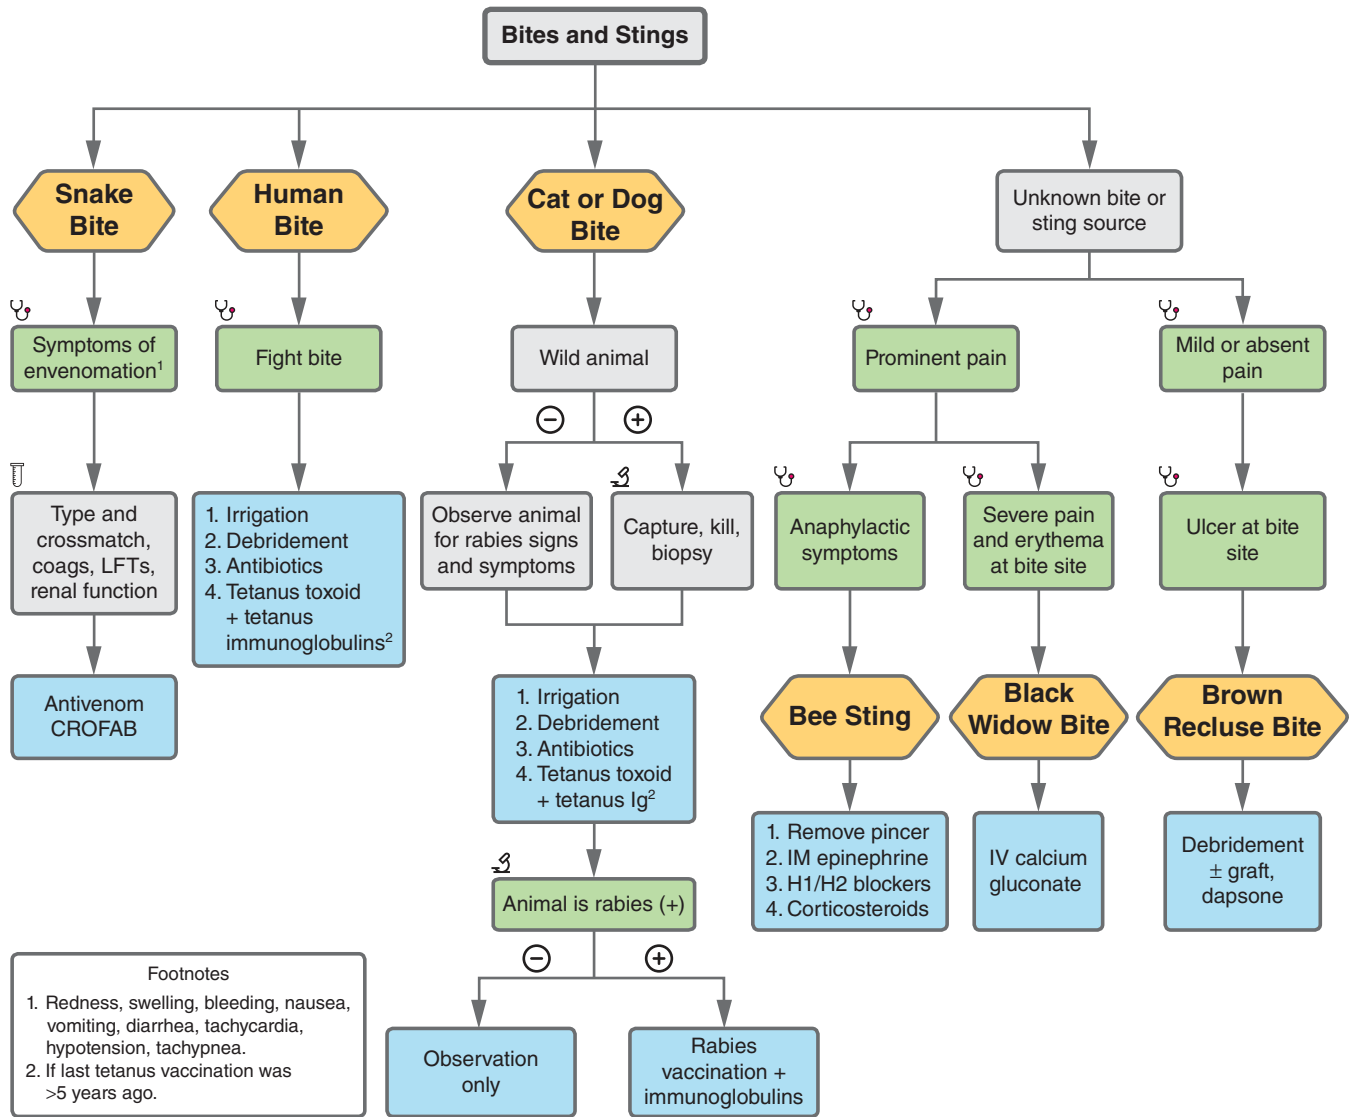 Bites and Stings
Snake
Bite
Human
Bite
Cat or Dog
Bite
Unknown bite or
sting source
Symptoms of
envenomation1
Fight bite
Wild animal
Prominent pain
Mild or absent
pain
−
+
Type and
crossmatch,
coags, LFTs,
renal function
1. Irrigation
2. Debridement
3. Antibiotics
4. Tetanus toxoid
+ tetanus
immunoglobulins2
Observe animal
for rabies signs
and symptoms
Capture, kill,
biopsy
Anaphylactic
symptoms
Severe pain
and erythema
at bite site
Ulcer at bite
site
Antivenom
CROFAB
1. Irrigation
2. Debridement
3. Antibiotics
4. Tetanus toxoid
+ tetanus Ig2
Bee Sting
Black
Widow Bite
Brown
Recluse Bite
1. Remove pincer
2. IM epinephrine
3. H1/H2 blockers
4. Corticosteroids
IV calcium
gluconate
Debridement
± graft,
dapsone
Animal is rabies (+)
−
+
Observation
only
Rabies
vaccination +
immunoglobulins
Footnotes
1. Redness, swelling, bleeding, nausea,
vomiting, diarrhea, tachycardia,
hypotension, tachypnea.
2. If last tetanus vaccination was
>5 years ago.